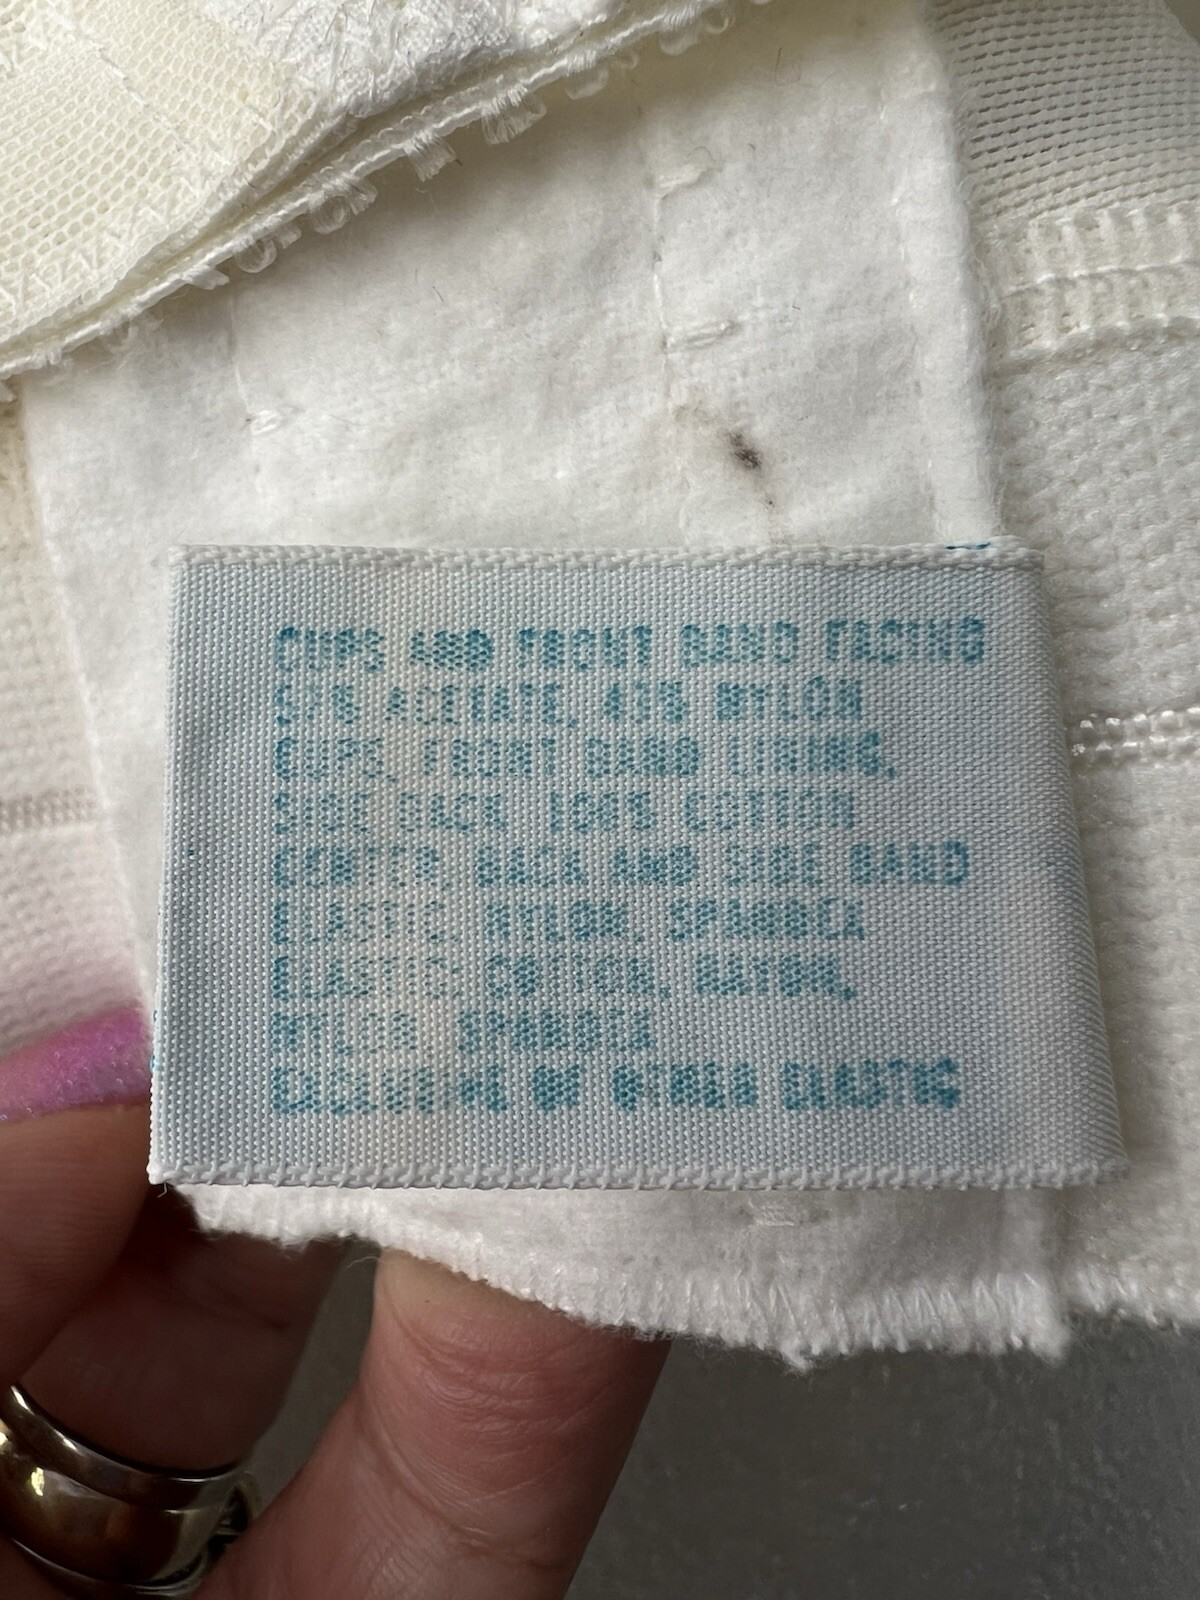 CUPS AND FRONT BAND FACING
57% ACETATE, 43% NYLON
CUPS, FRONT BAND LINING,
SIDE BACK 100% COTTON
CENTER, BACK AND SIDE BAND
ELASTIC: NYLON, SPANDEX
ELASTIC: COTTON, NYLON,
NYLON SPANDEX
EXCLUSIVE OF OTHER ELASTIC